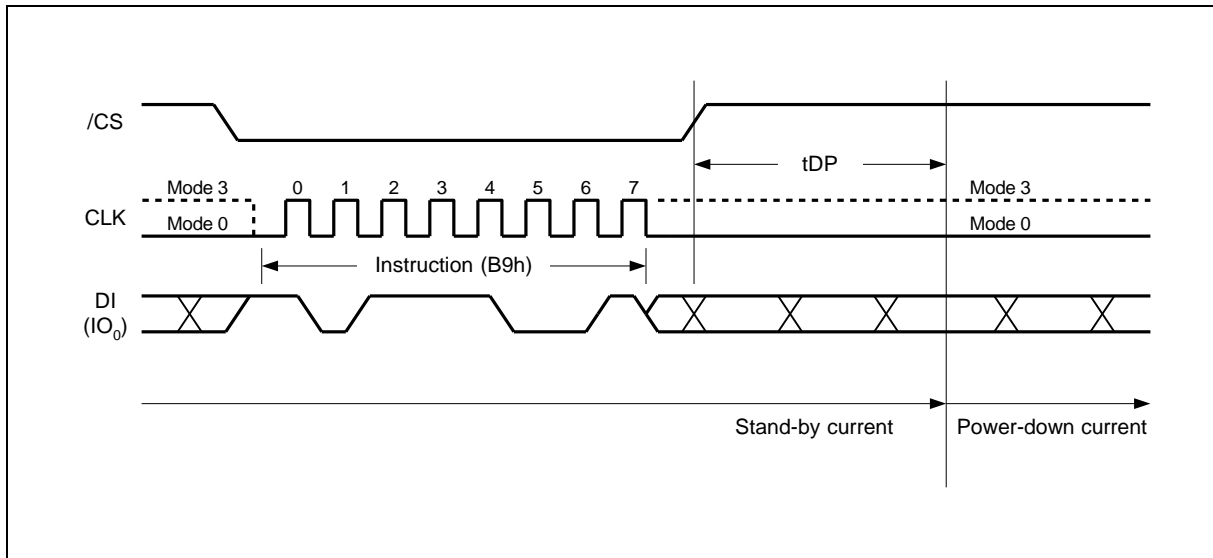 /CS
tDP
Mode 3 0 1 2 3 4 5 6 7 Mode 3
CLK
Mode 0 Mode 0
Instruction (B9h)
DI
(IO₀)
Stand-by current Power-down current